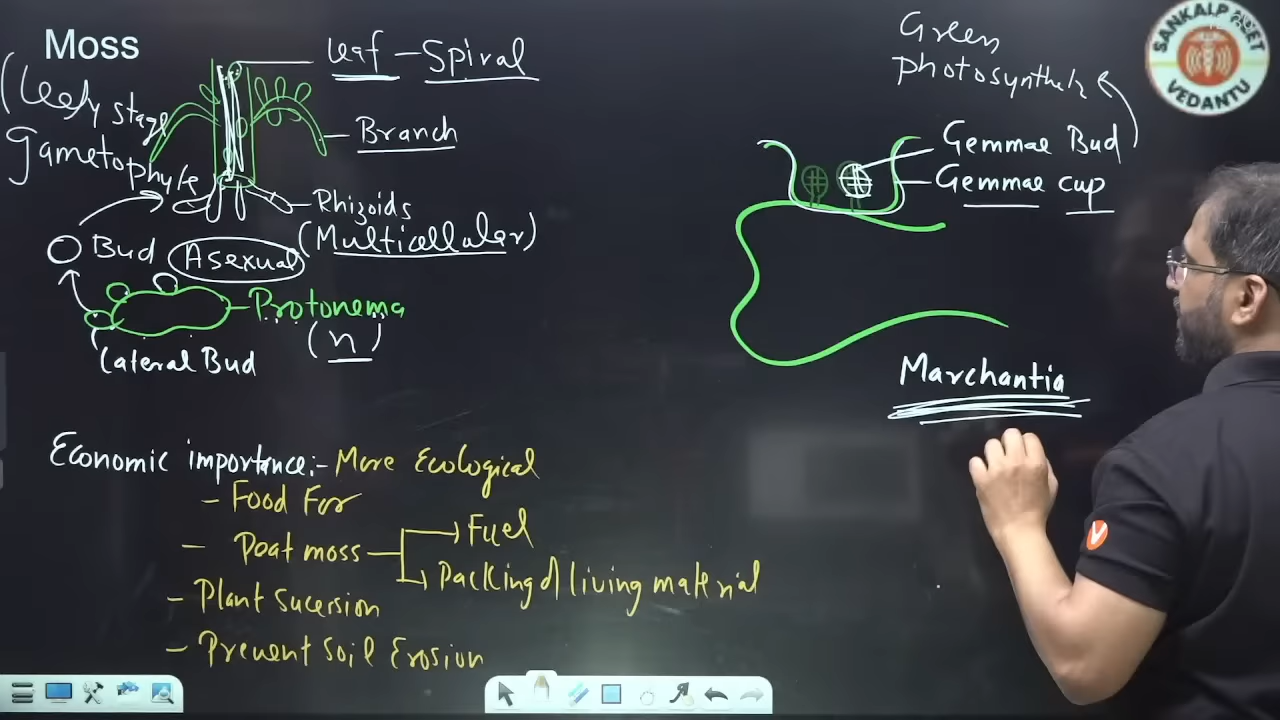 Moss
(Leafy stage
Gametophyte
Leaf - Spiral
Branch
Rhizoids
(Multicellular)
Bud
Asexual
Protonema
(n)
Lateral Bud
Economic importance:- More Ecological
- Food For
- Peat moss
Fuel
Packing of living material
- Plant Sucersion
- Prevent Soil Erosion
Green
photosynthetic
Gemmae Bud
Gemmae cup
Marchantia
SANKALP NEET
VEDANTU